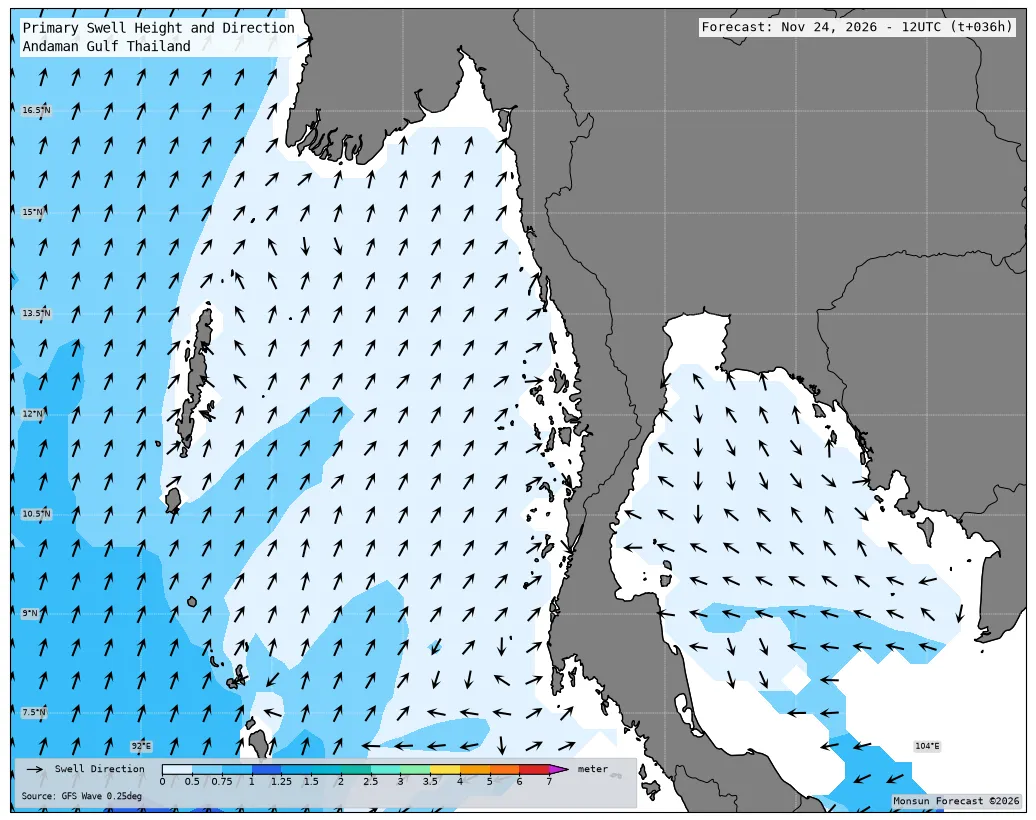 Primary Swell Height and Direction
Andaman Gulf Thailand
Forecast: Nov 24, 2026 - 12UTC (t+036h)
16.5°N
15°N
13.5°N
12°N
10.5°N
9°N
7.5°N
92°E
104°E
Swell Direction
0 0.5 0.75 1 1.25 1.5 2 2.5 3 3.5 4 5 6 7
meter
Source: GFS Wave 0.25deg
Monsun Forecast ©2026